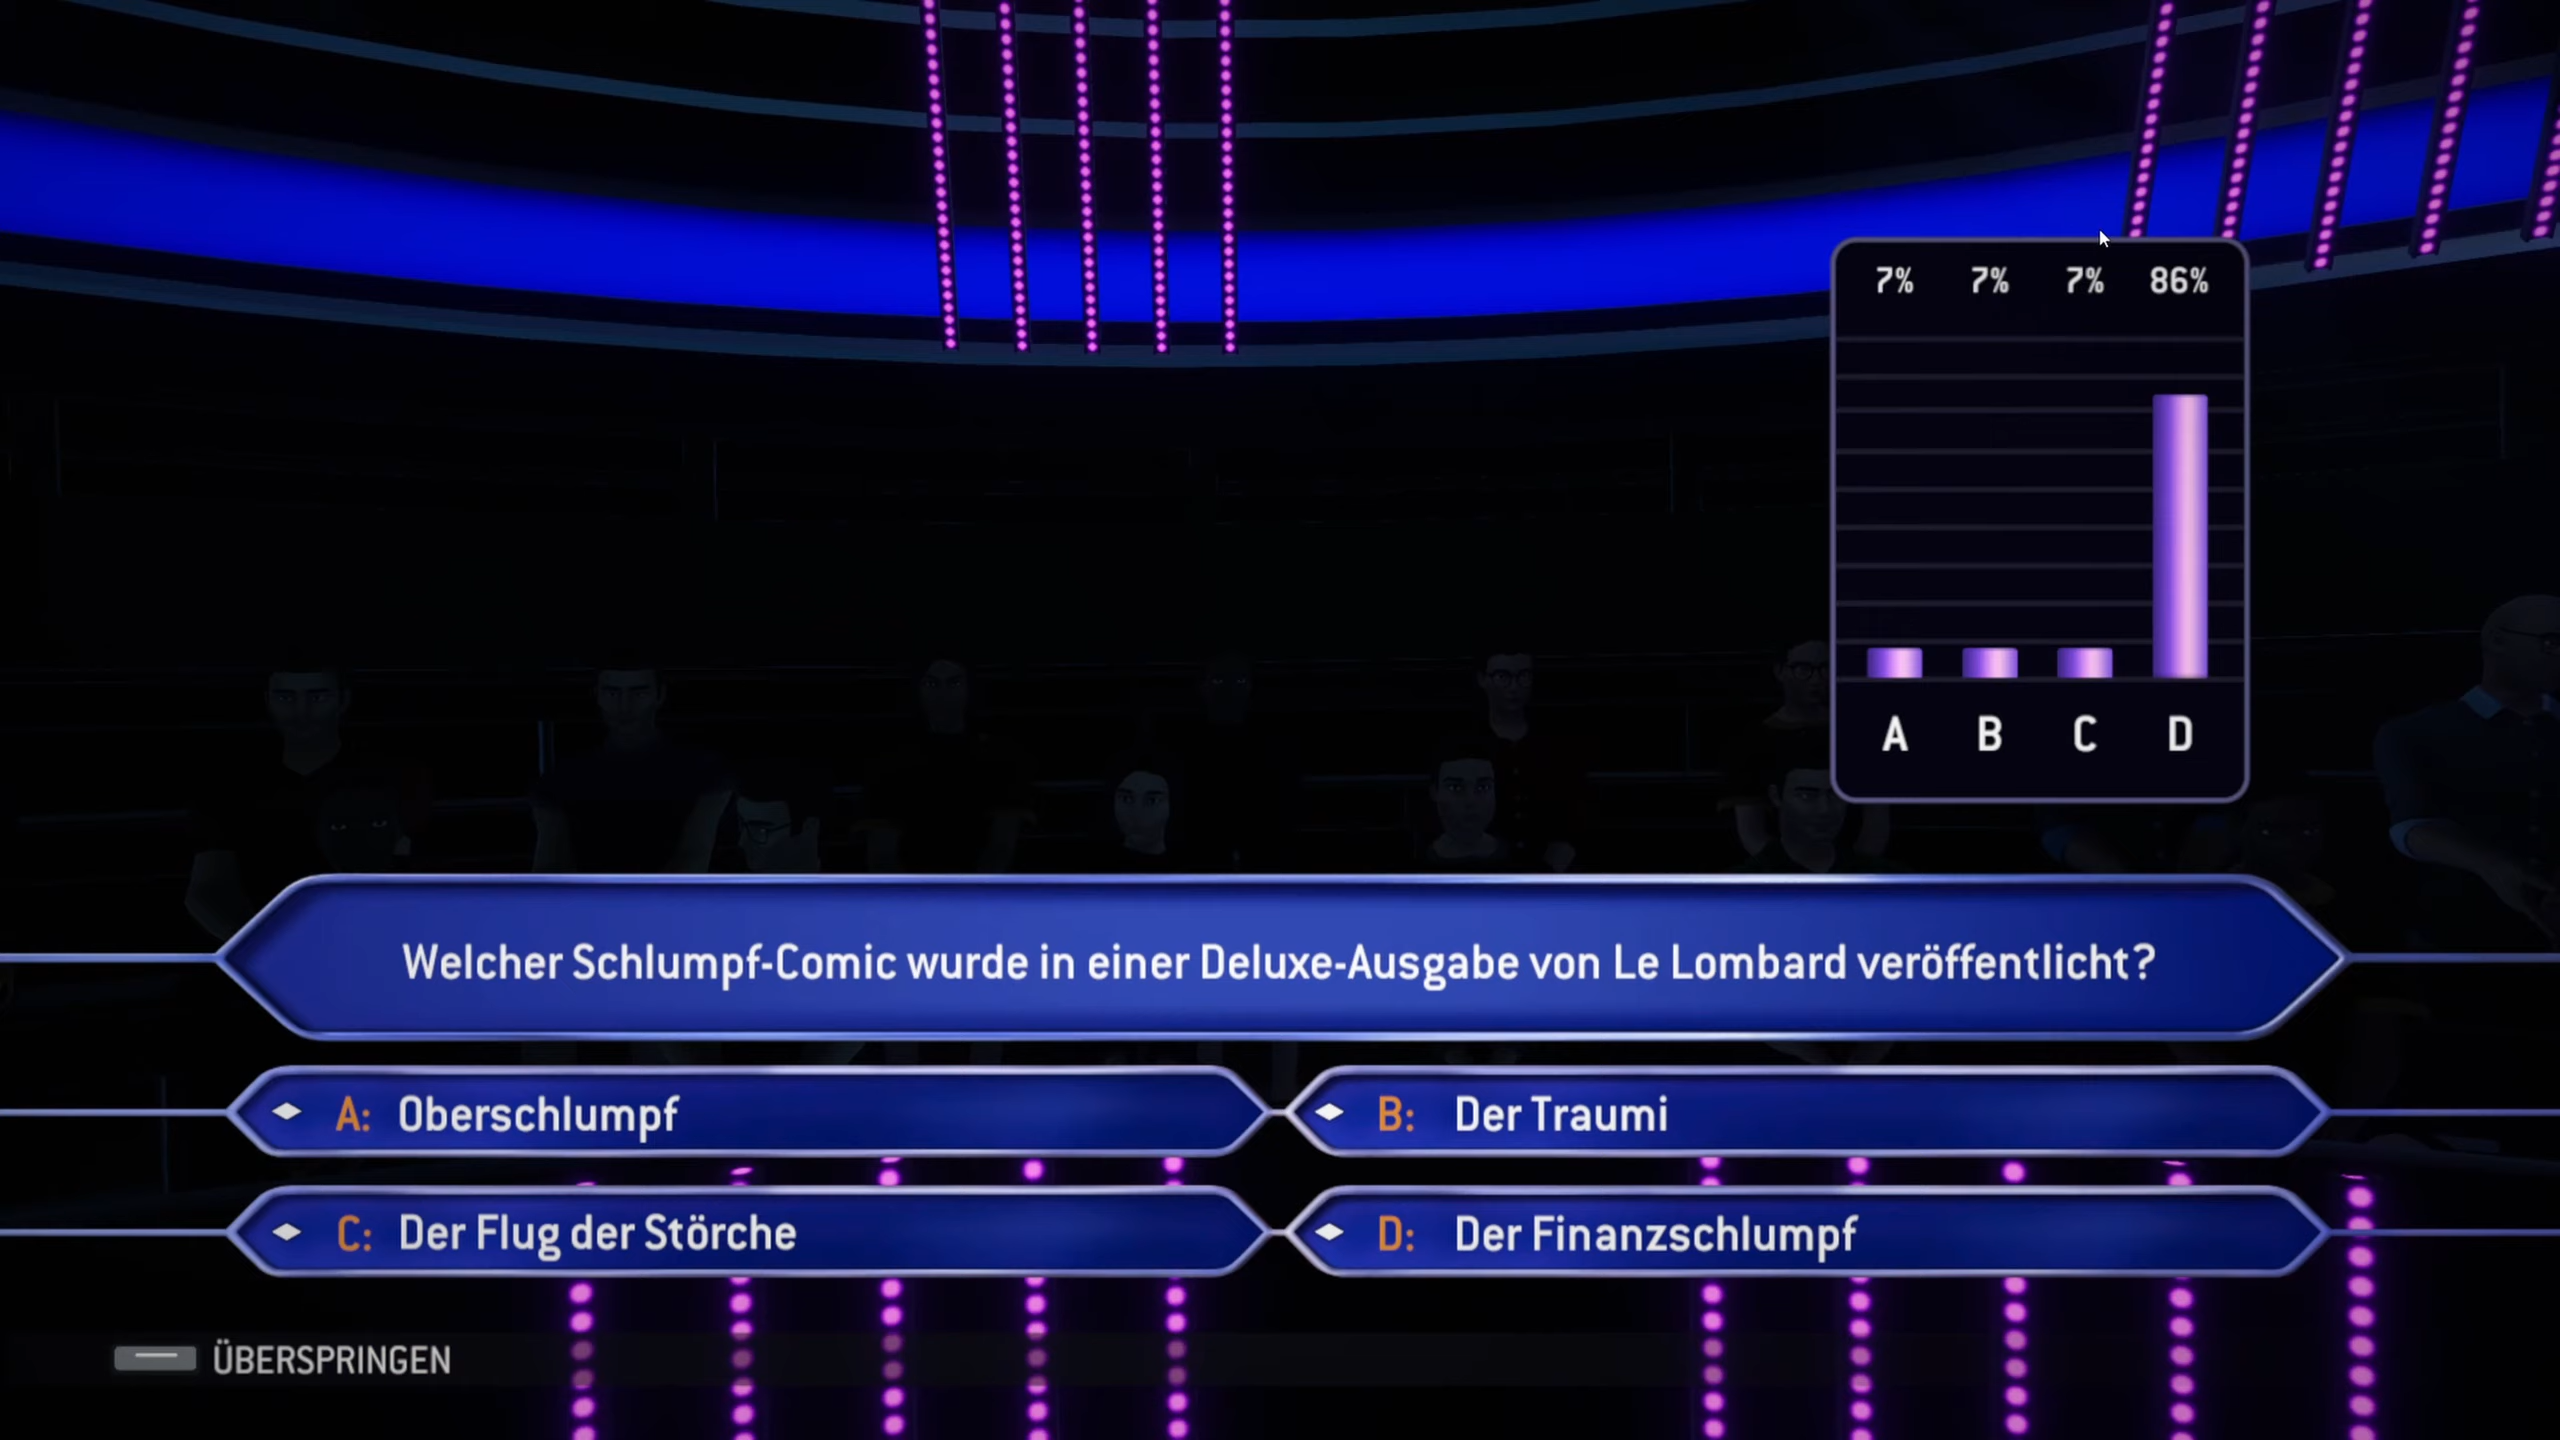 7% 7% 7% 86%
A B C D
Welcher Schlumpf-Comic wurde in einer Deluxe-Ausgabe von Le Lombard veröffentlicht?
A: Oberschlumpf
B: Der Traumi
C: Der Flug der Störche
D: Der Finanzschlumpf
ÜBERSPRINGEN